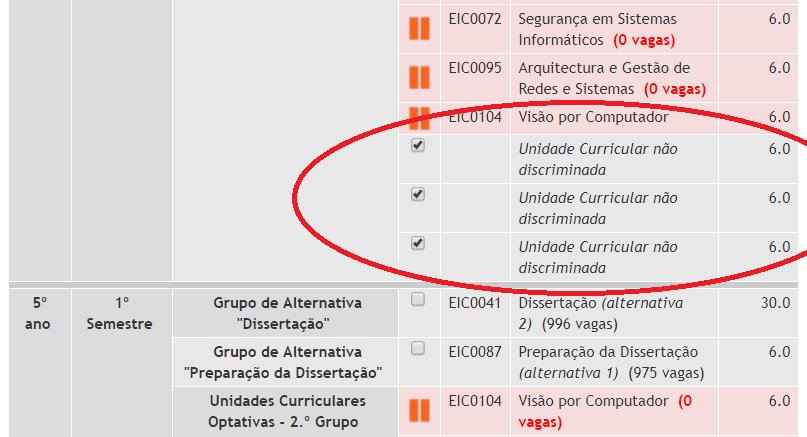 EIC0072 Segurança em Sistemas 6.0
Informáticos (0 vagas)
EIC0095 Arquitectura e Gestão de 6.0
Redes e Sistemas (0 vagas)
EIC0104 Visão por Computador 6.0
Unidade Curricular não 6.0
discriminada
Unidade Curricular não 6.0
discriminada
Unidade Curricular não 6.0
discriminada
5º 1º Grupo de Alternativa EIC0041 Dissertação (alternativa 30.0
ano Semestre "Dissertação" 2) (996 vagas)
Grupo de Alternativa EIC0087 Preparação da Dissertação 6.0
"Preparação da Dissertação" (alternativa 1) (975 vagas)
Unidades Curriculares EIC0104 Visão por Computador (0 6.0
Optativas - 2.º Grupo vagas)